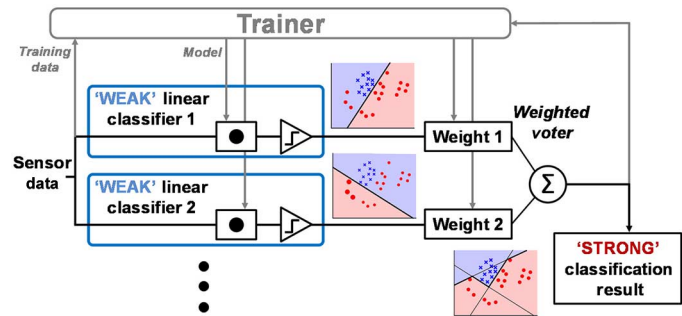 Trainer
Training
data
Model
'WEAK' linear
classifier 1
Weight 1
Weighted
voter
Sensor
data
'WEAK' linear
classifier 2
Weight 2
Σ
'STRONG'
classification
result